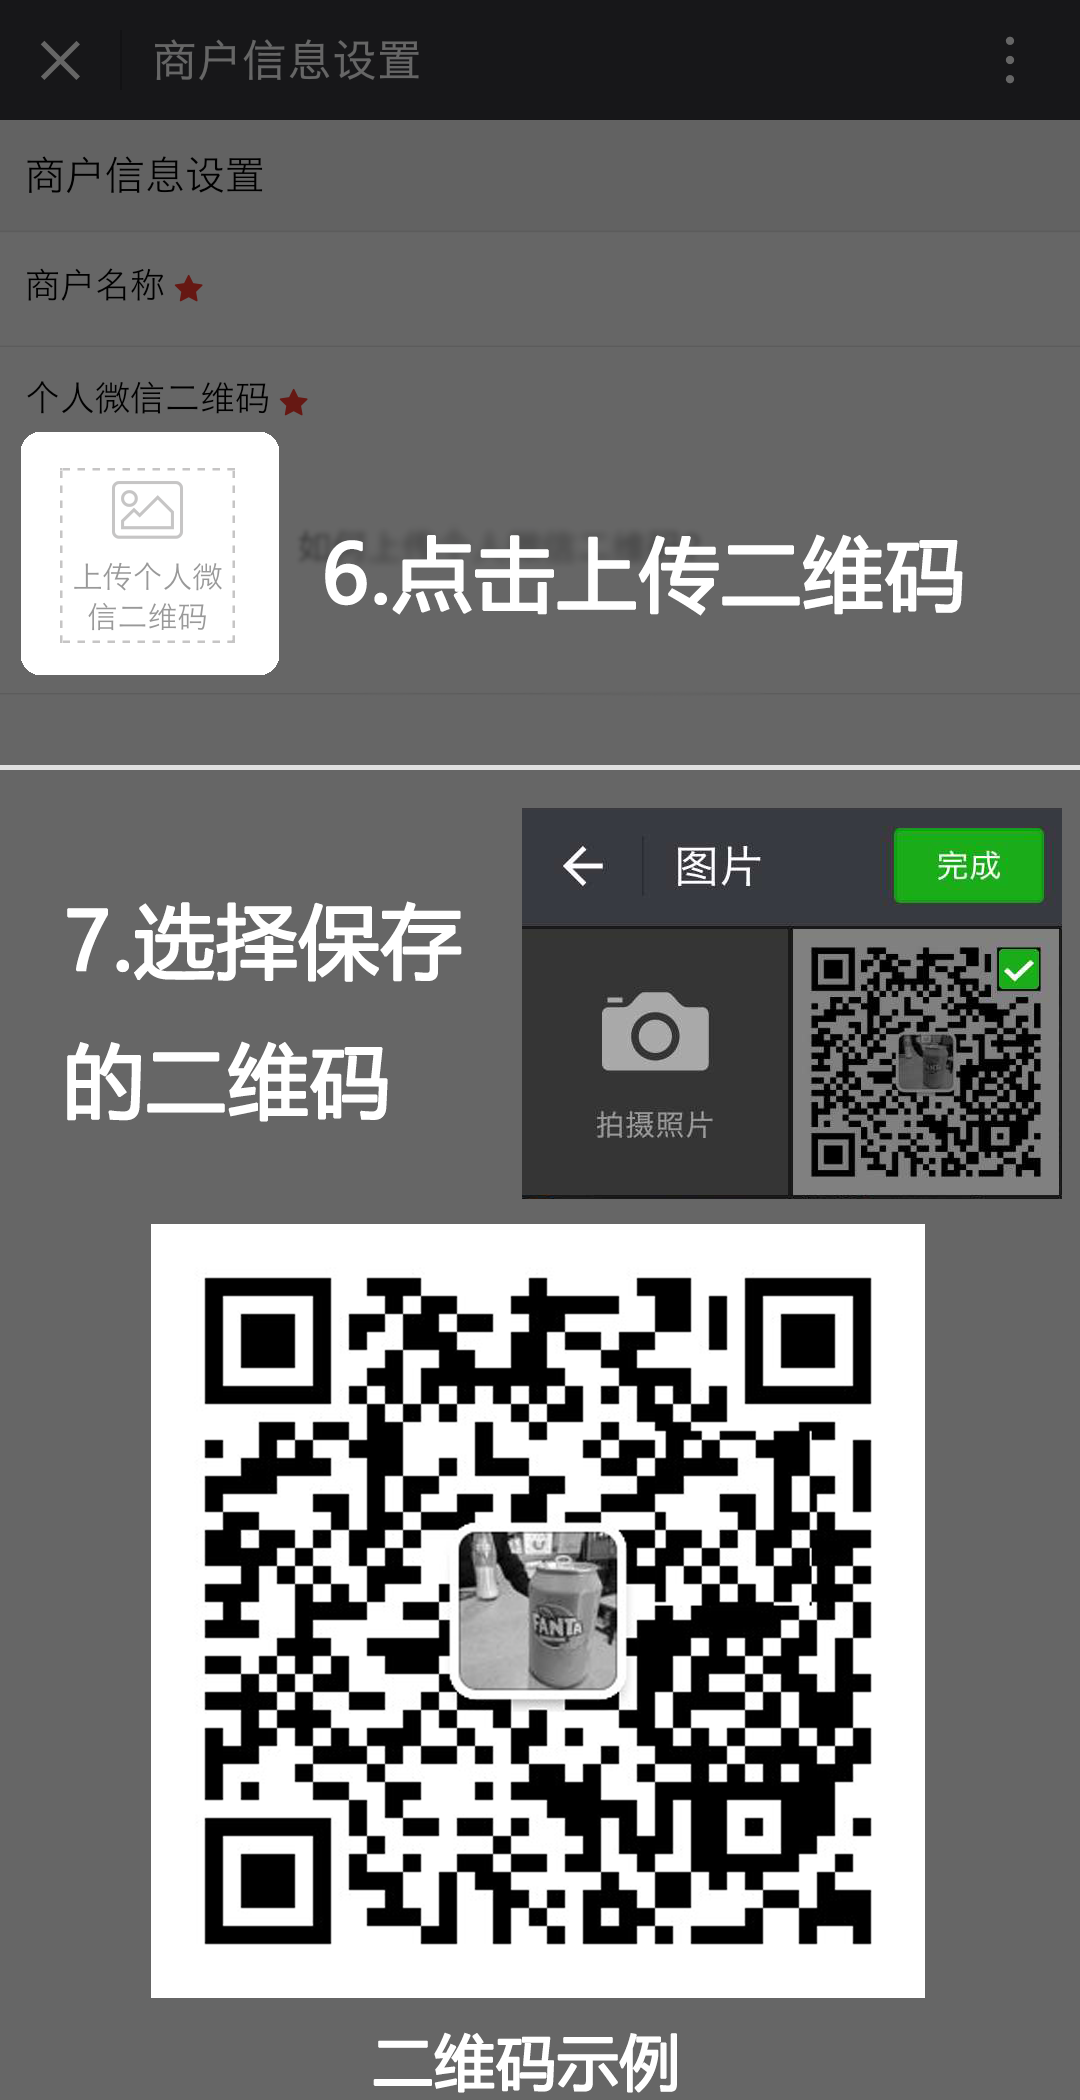 商户信息设置
商户信息设置
商户名称
个人微信二维码
上传个人微
信二维码
6.点击上传二维码
图片
完成
7.选择保存
的二维码
拍摄照片
FANTA
二维码示例